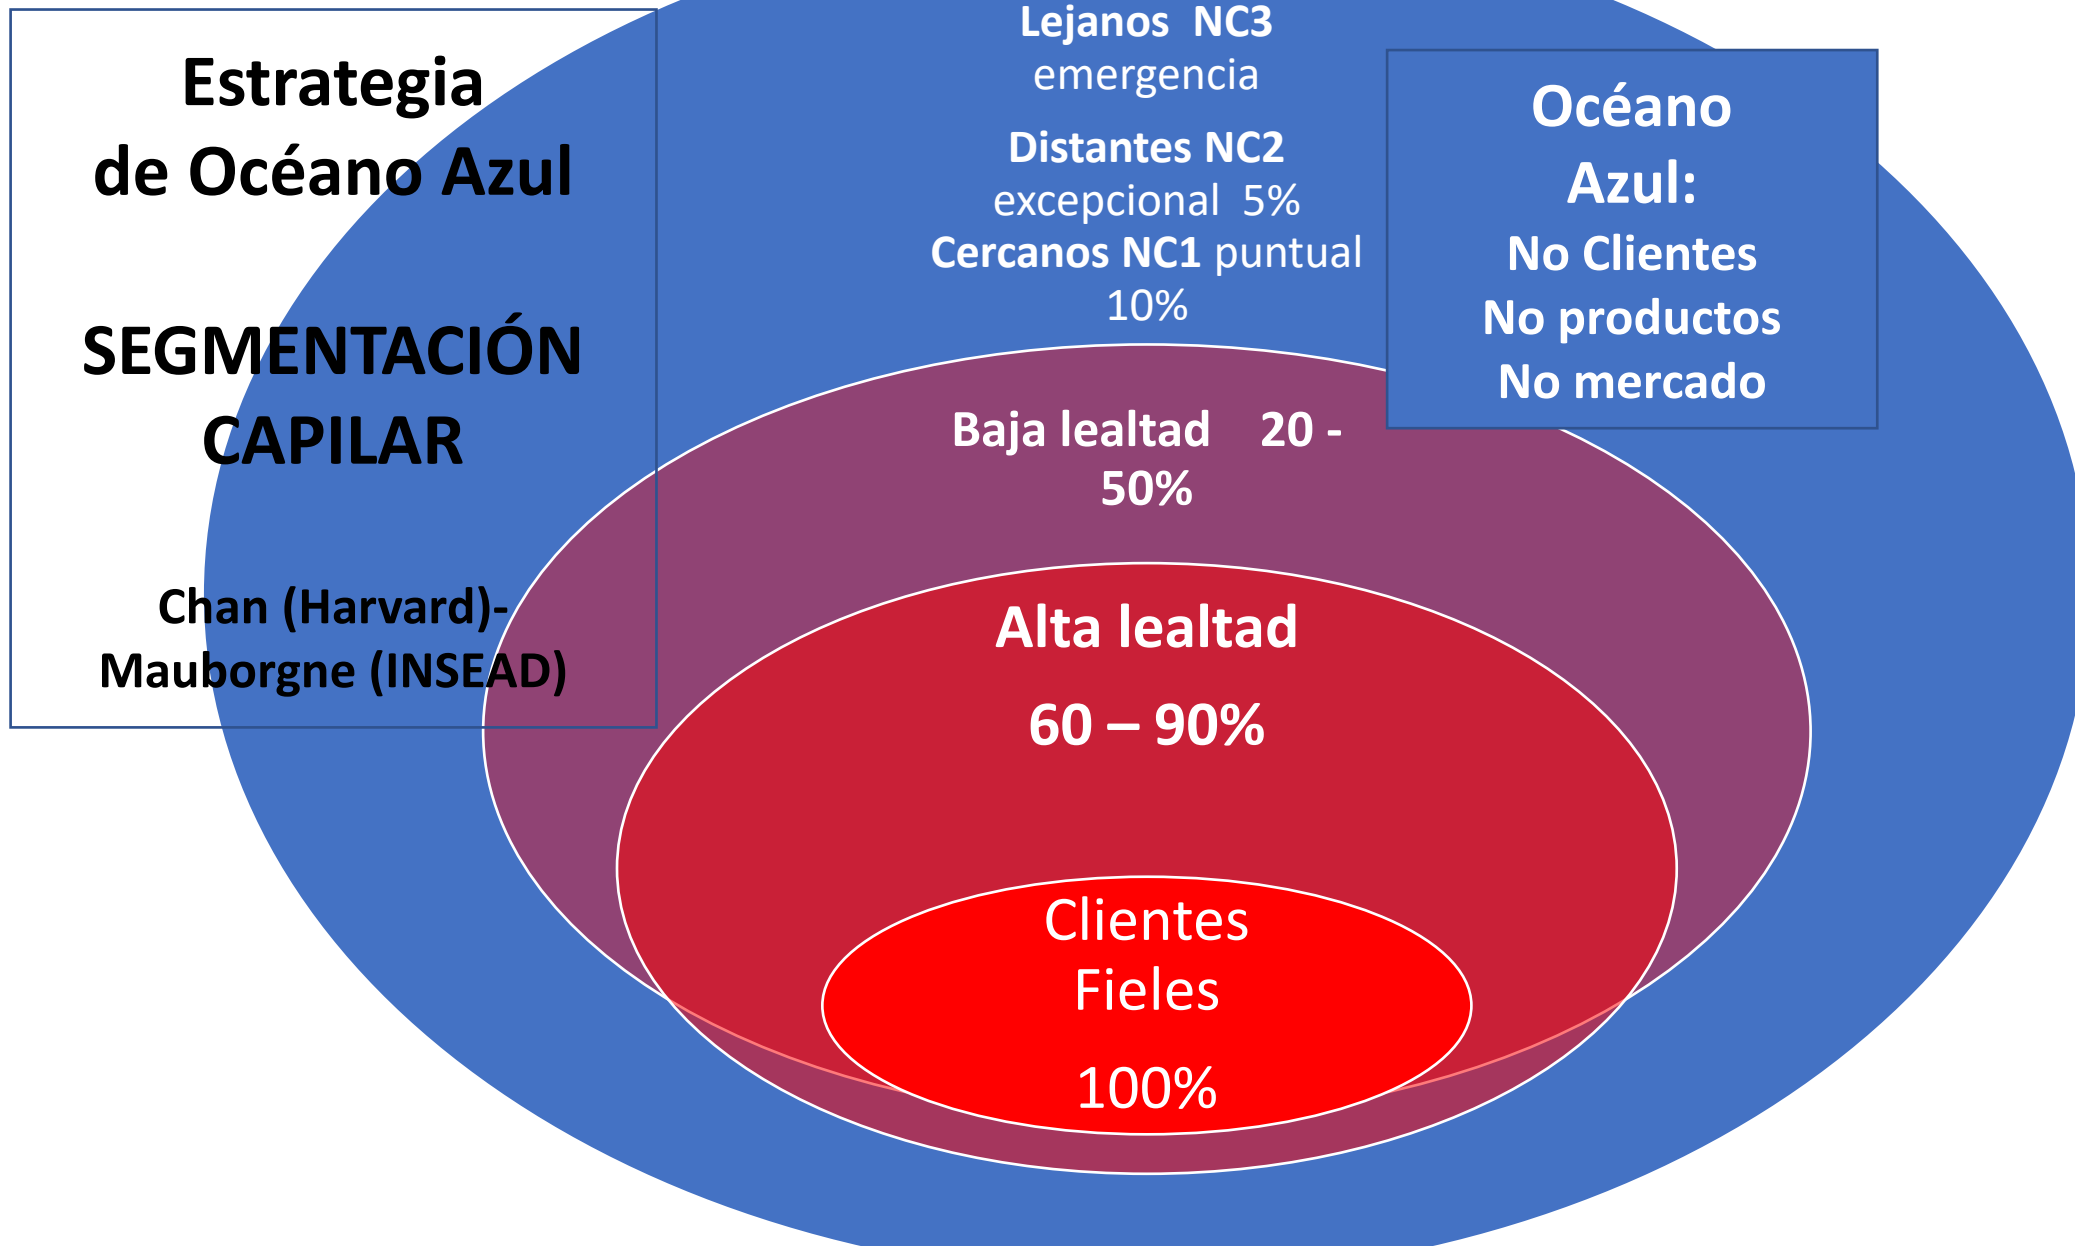 Estrategia
de Océano Azul
SEGMENTACIÓN
CAPILAR
Chan (Harvard)-
Mauborgne (INSEAD)
Lejanos  NC3
emergencia
Distantes NC2
excepcional  5%
Cercanos NC1 puntual
10%
Océano
Azul:
No Clientes
No productos
No mercado
Baja lealtad    20 -
50%
Alta lealtad
60 – 90%
Clientes
Fieles
100%